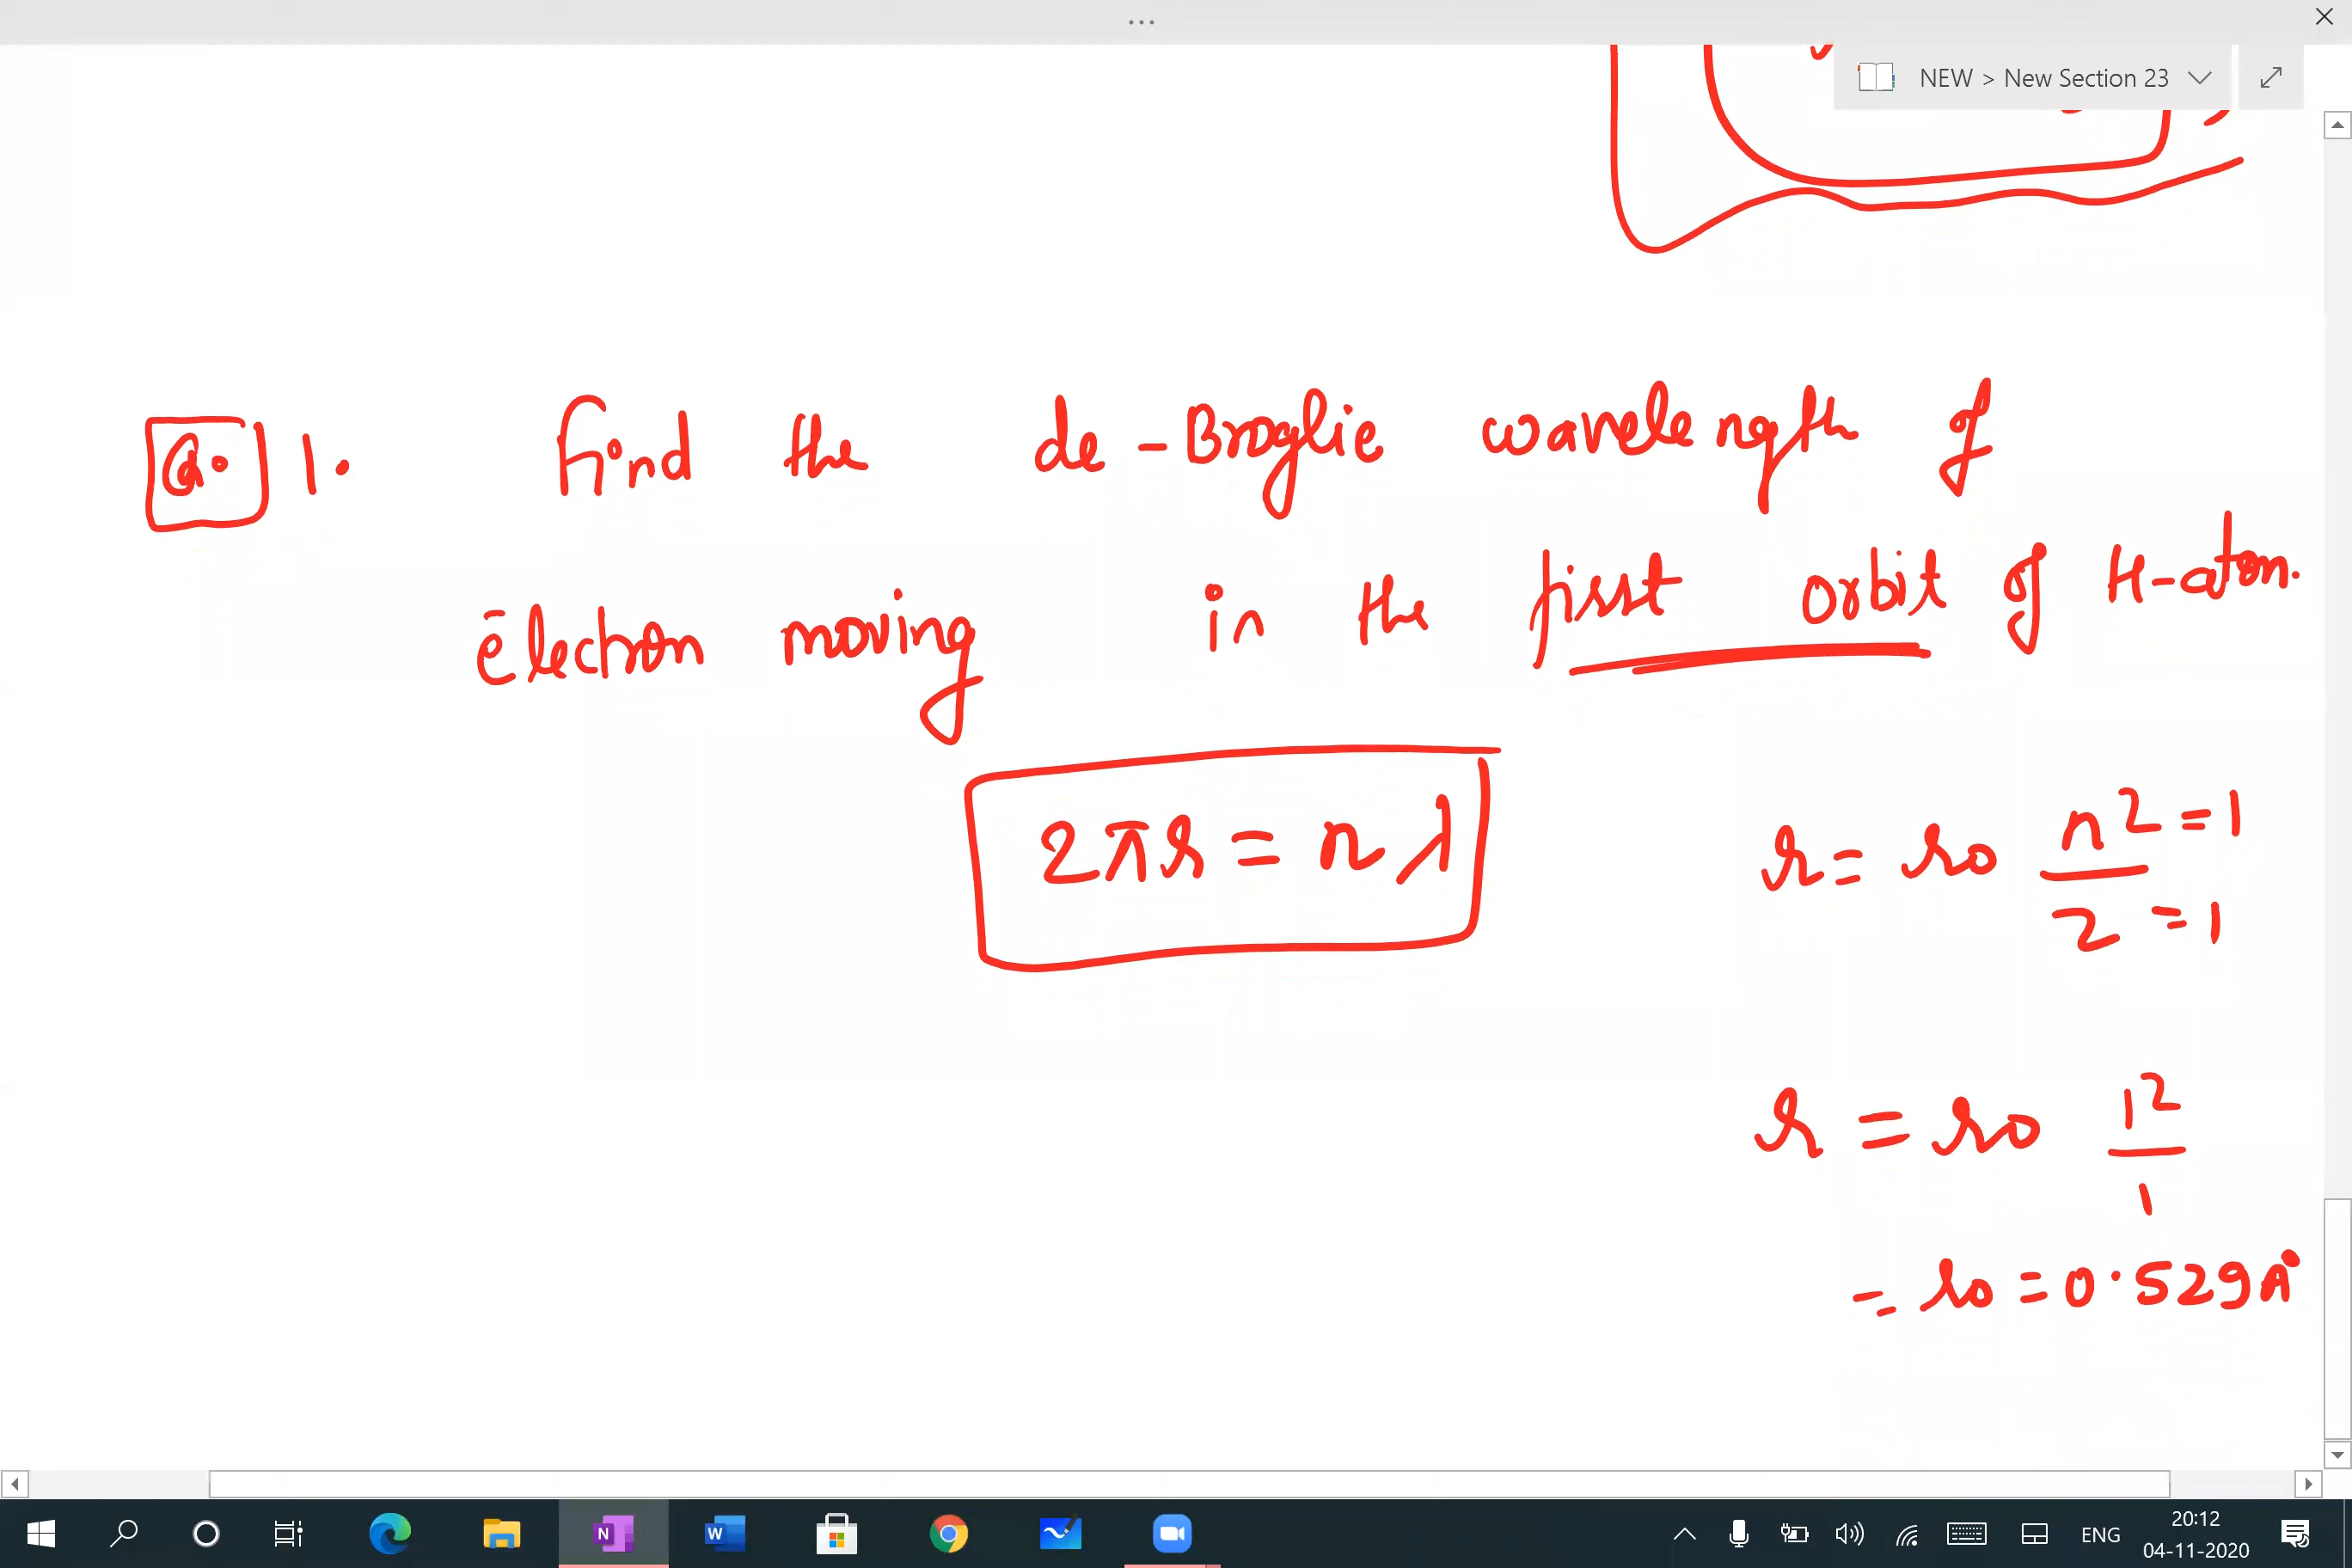 NEW > New Section 23
Q. 1. Find the de-Broglie wavelength of
electron moving in the first orbit of H-atom.
2πr = nλ
r = r0 n² = 1
Z = 1
r = r0 1²
1
= r0 = 0.529 A°
ENG
20:12
04-11-2020